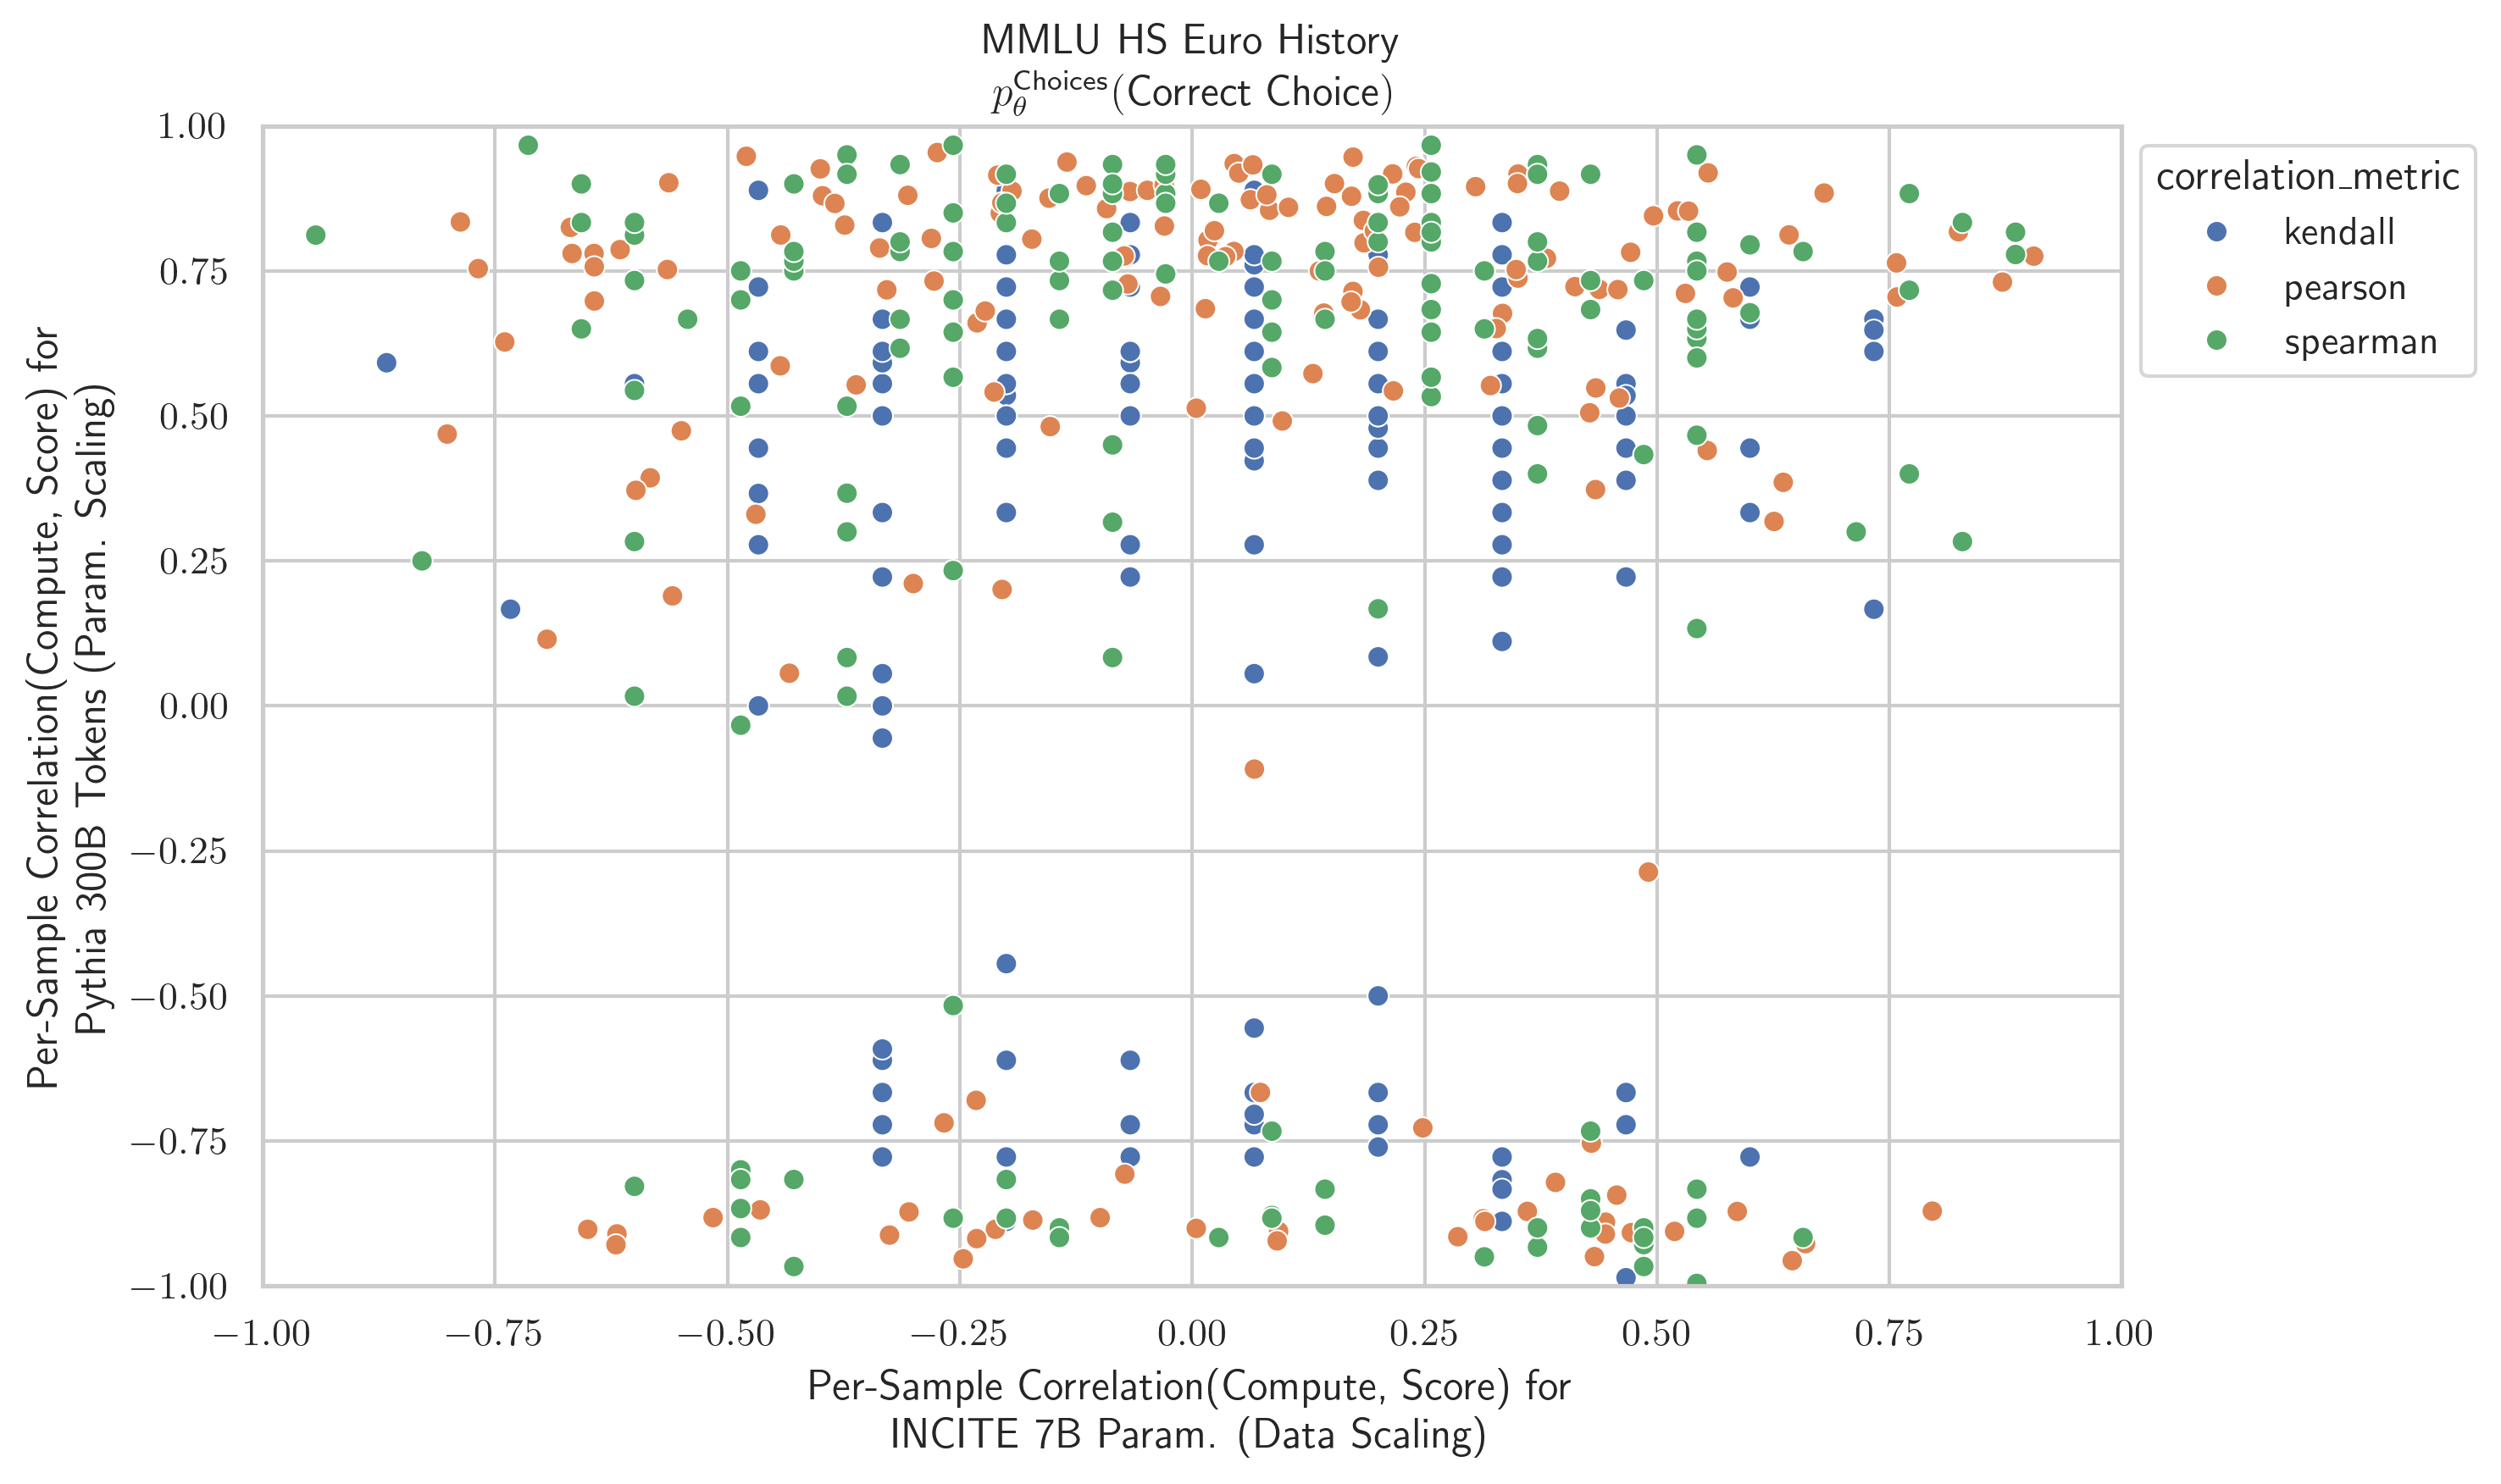 MMLU HS Euro History
pθ^Choices(Correct Choice)
Per-Sample Correlation(Compute, Score) for
Pythia 300B Tokens (Param. Scaling)
1.00
0.75
0.50
0.25
0.00
−0.25
−0.50
−0.75
−1.00
−1.00 −0.75 −0.50 −0.25 0.00 0.25 0.50 0.75 1.00
Per-Sample Correlation(Compute, Score) for
INCITE 7B Param. (Data Scaling)
correlation_metric
kendall
pearson
spearman